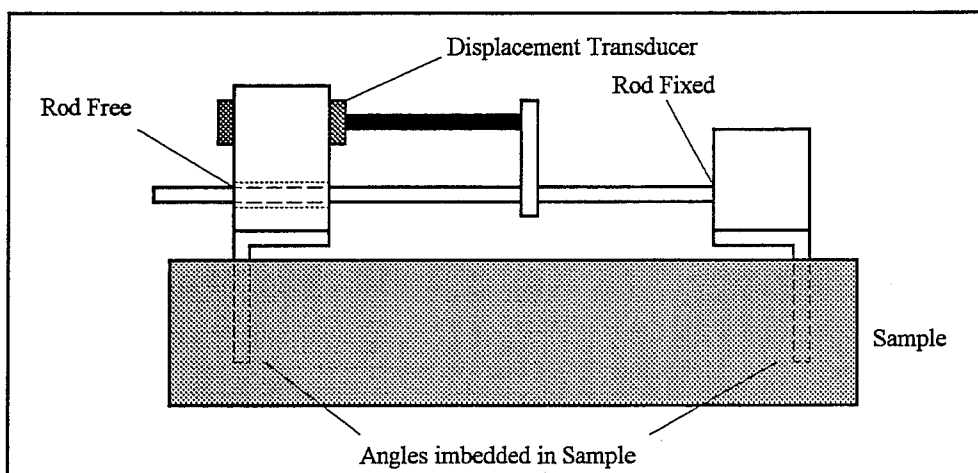 Displacement Transducer
Rod Free
Rod Fixed
Sample
Angles imbedded in Sample